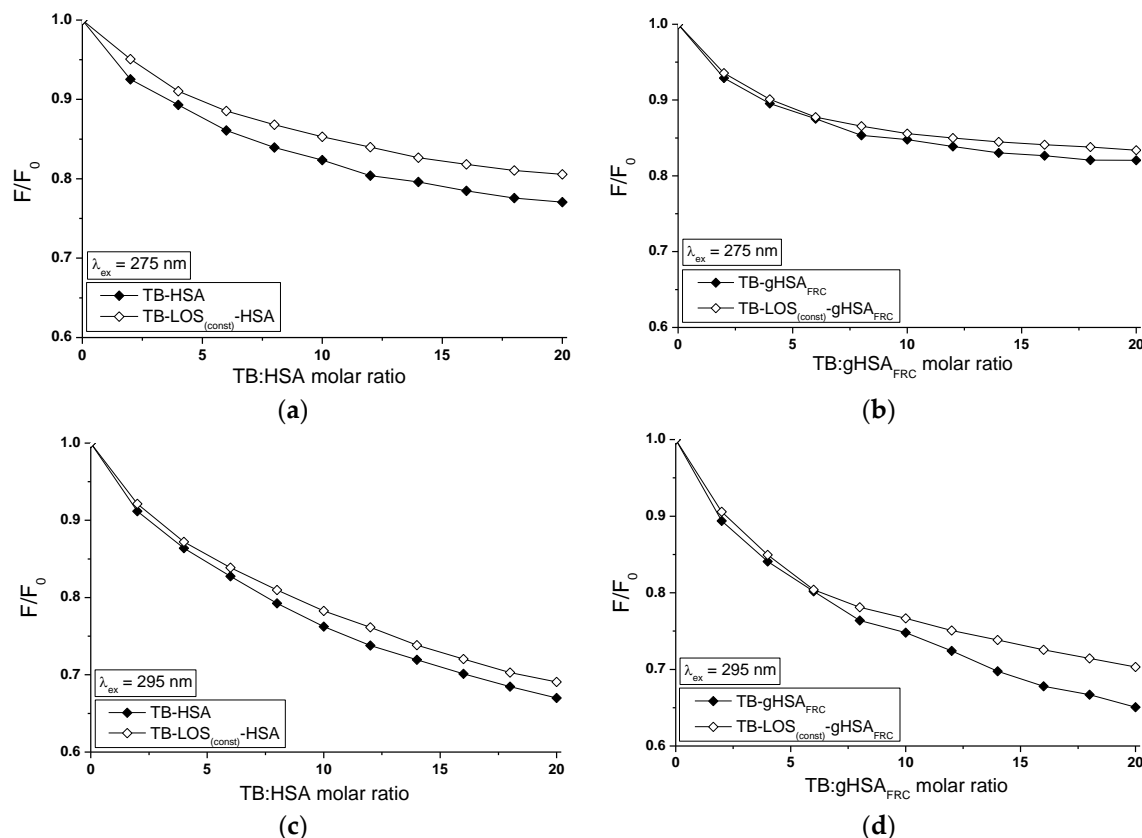 1.0
0.9
0.8
0.7
0.6
F/F0
λex = 275 nm
TB-HSA
TB-LOS(const)-HSA
0 5 10 15 20
TB:HSA molar ratio
(a)
1.0
0.9
0.8
0.7
0.6
F/F0
λex = 275 nm
TB-gHSAFRC
TB-LOS(const)-gHSAFRC
0 5 10 15 20
TB:gHSAFRC molar ratio
(b)
1.0
0.9
0.8
0.7
0.6
F/F0
λex = 295 nm
TB-HSA
TB-LOS(const)-HSA
0 5 10 15 20
TB:HSA molar ratio
(c)
1.0
0.9
0.8
0.7
0.6
F/F0
λex = 295 nm
TB-gHSAFRC
TB-LOS(const)-gHSAFRC
0 5 10 15 20
TB:gHSAFRC molar ratio
(d)